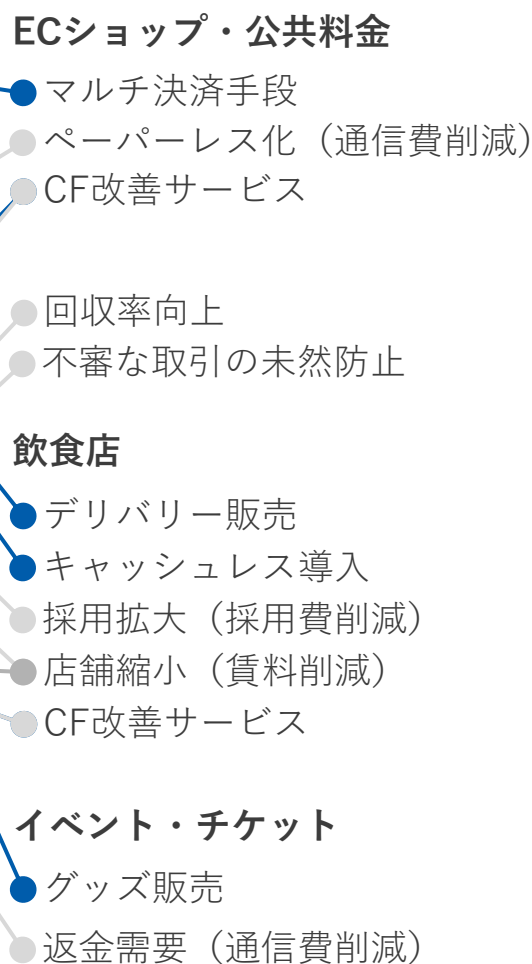 ECショップ・公共料金
マルチ決済手段
ペーパーレス化（通信費削減）
CF改善サービス
回収率向上
不審な取引の未然防止
飲食店
デリバリー販売
キャッシュレス導入
採用拡大（採用費削減）
店舗縮小（賃料削減）
CF改善サービス
イベント・チケット
グッズ販売
返金需要（通信費削減）